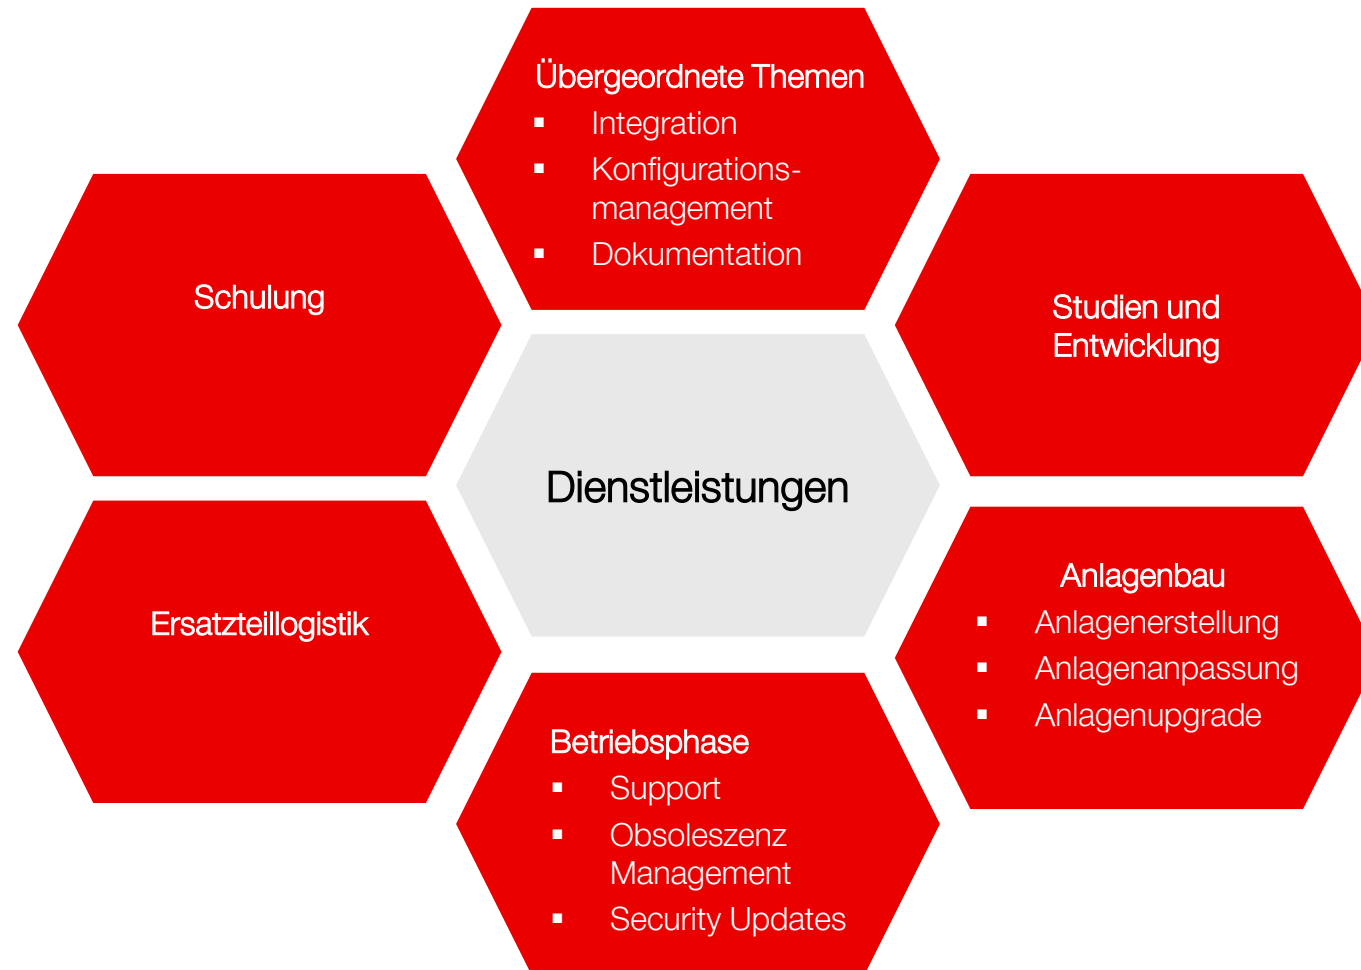 Übergeordnete Themen
▪ Integration
▪ Konfigurations-
management
▪ Dokumentation
Schulung
Studien und
Entwicklung
Dienstleistungen
Ersatzteillogistik
Anlagenbau
▪ Anlagenerstellung
▪ Anlagenanpassung
▪ Anlagenupgrade
Betriebsphase
▪ Support
▪ Obsoleszenz
Management
▪ Security Updates